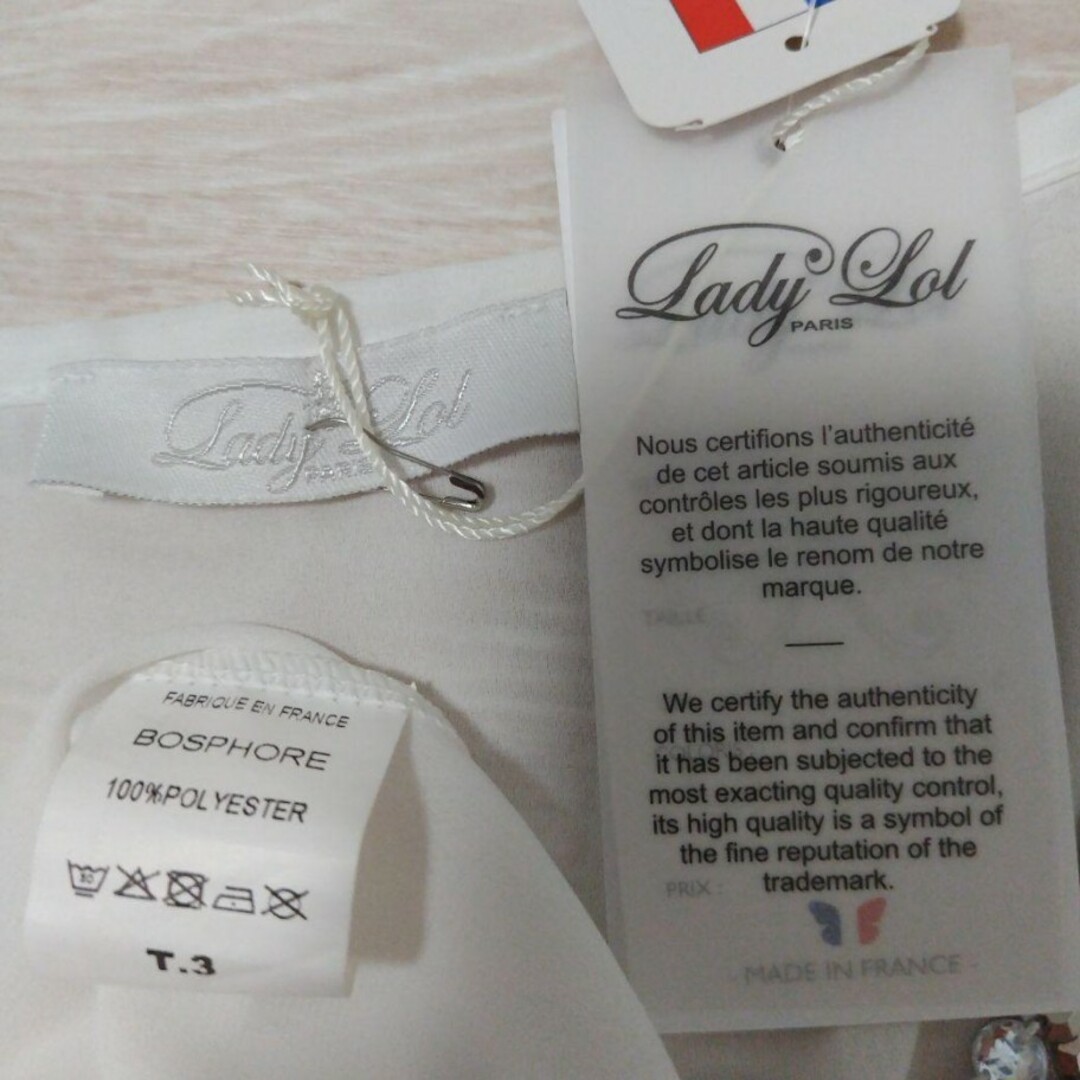 Lady Lol
PARIS
Nous certifions l'authenticité
de cet article soumis aux
contrôles les plus rigoureux,
et dont la haute qualité
symbolise le renom de notre
marque.
TAILLE
We certify the authenticity
of this item and confirm that
it has been subjected to the
most exacting quality control,
its high quality is a symbol of
the fine reputation of the
trademark.
PRIX :
- MADE IN FRANCE -
Lady Lol
PARIS
FABRIQUE EN FRANCE
BOSPHORE
100%POLYESTER
30
T.3